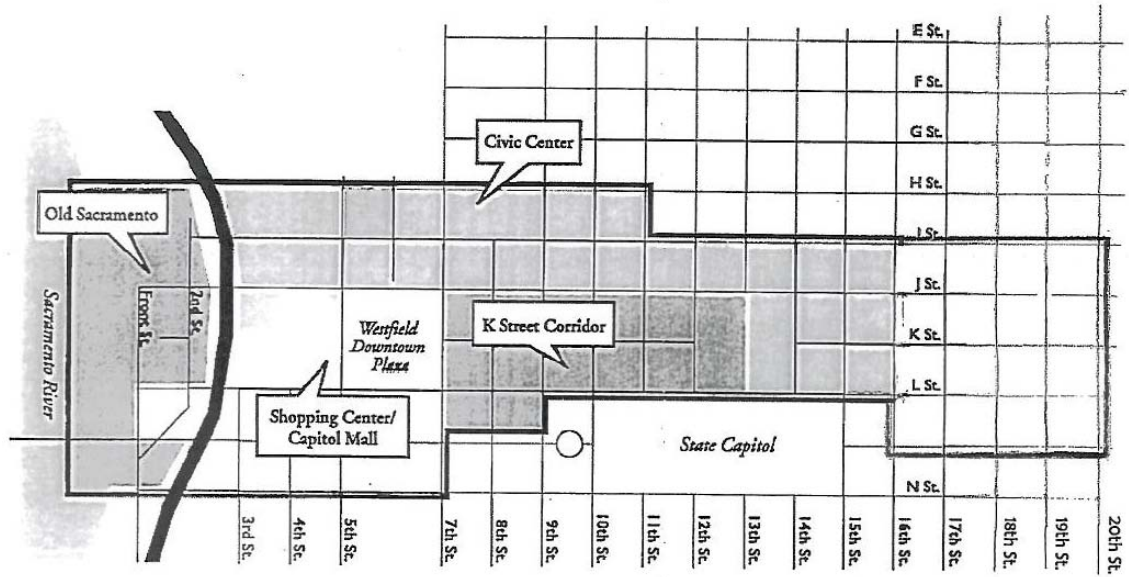 E St.
F St.
G St.
Civic Center
H St.
Old Sacramento
I St.
J St.
2nd St.
Front St.
Sacramento River
Westfield
Downtown
Plaza
K Street Corridor
K St.
L St.
Shopping Center/
Capitol Mall
State Capitol
N St.
3rd St.
4th St.
5th St.
7th St.
8th St.
9th St.
10th St.
11th St.
12th St.
13th St.
14th St.
15th St.
16th St.
17th St.
18th St.
19th St.
20th St.